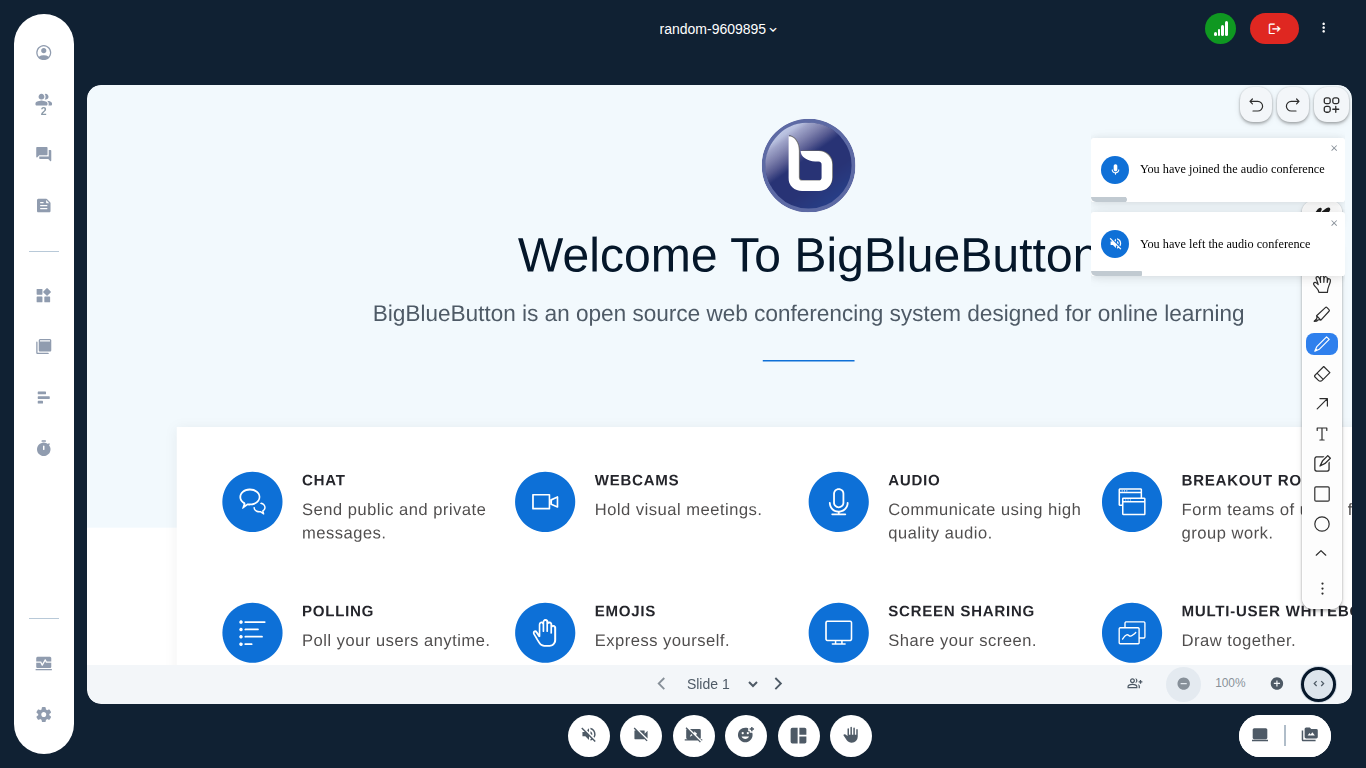 random-9609895
2
You have joined the audio conference
You have left the audio conference
Welcome To BigBlueButton
BigBlueButton is an open source web conferencing system designed for online learning
CHAT
Send public and private
messages.
WEBCAMS
Hold visual meetings.
AUDIO
Communicate using high
quality audio.
BREAKOUT RO
Form teams of
group work.
POLLING
Poll your users anytime.
EMOJIS
Express yourself.
SCREEN SHARING
Share your screen.
MULTI-USER WHITEB
Draw together.
Slide 1
100%